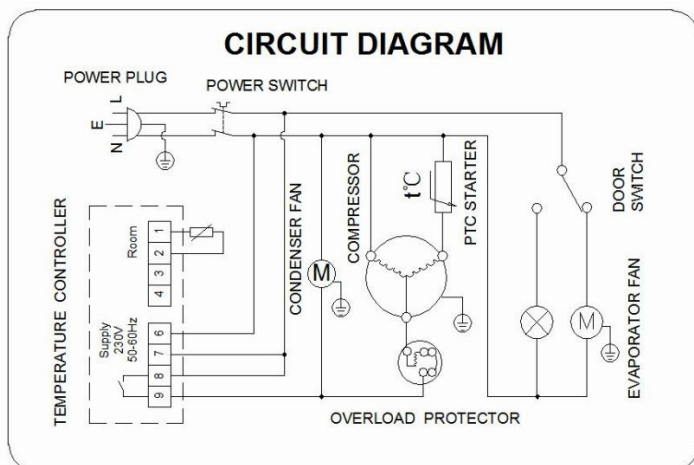 CIRCUIT DIAGRAM
POWER PLUG
POWER SWITCH
L
E
N
TEMPERATURE CONTROLLER
Room
1
2
3
4
Supply
230V
50-60Hz
6
7
8
9
CONDENSER FAN
M
COMPRESSOR
t℃
PTC STARTER
OVERLOAD PROTECTOR
DOOR
SWITCH
M
EVAPORATOR FAN